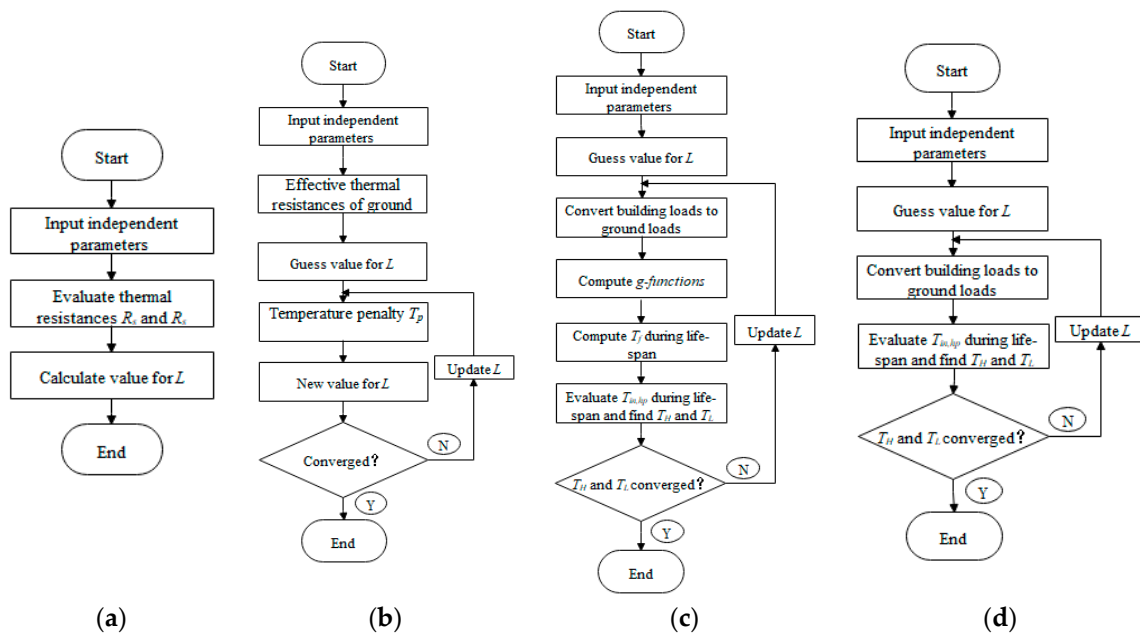 Start
Input independent
parameters
Evaluate thermal
resistances Rs and Rs
Calculate value for L
End
(a)
Start
Input independent
parameters
Effective thermal
resistances of ground
Guess value for L
Temperature penalty Tp
New value for L
Update L
Converged?
N
Y
End
(b)
Start
Input independent
parameters
Guess value for L
Convert building loads to
ground loads
Compute g-functions
Compute Tf during life-
span
Update L
Evaluate Tin,hp during life-
span and find TH and TL
TH and TL converged?
N
Y
End
(c)
Start
Input independent
parameters
Guess value for L
Convert building loads to
ground loads
Evaluate Tin,hp during life-
span and find TH and TL
Update L
TH and TL converged?
N
Y
End
(d)